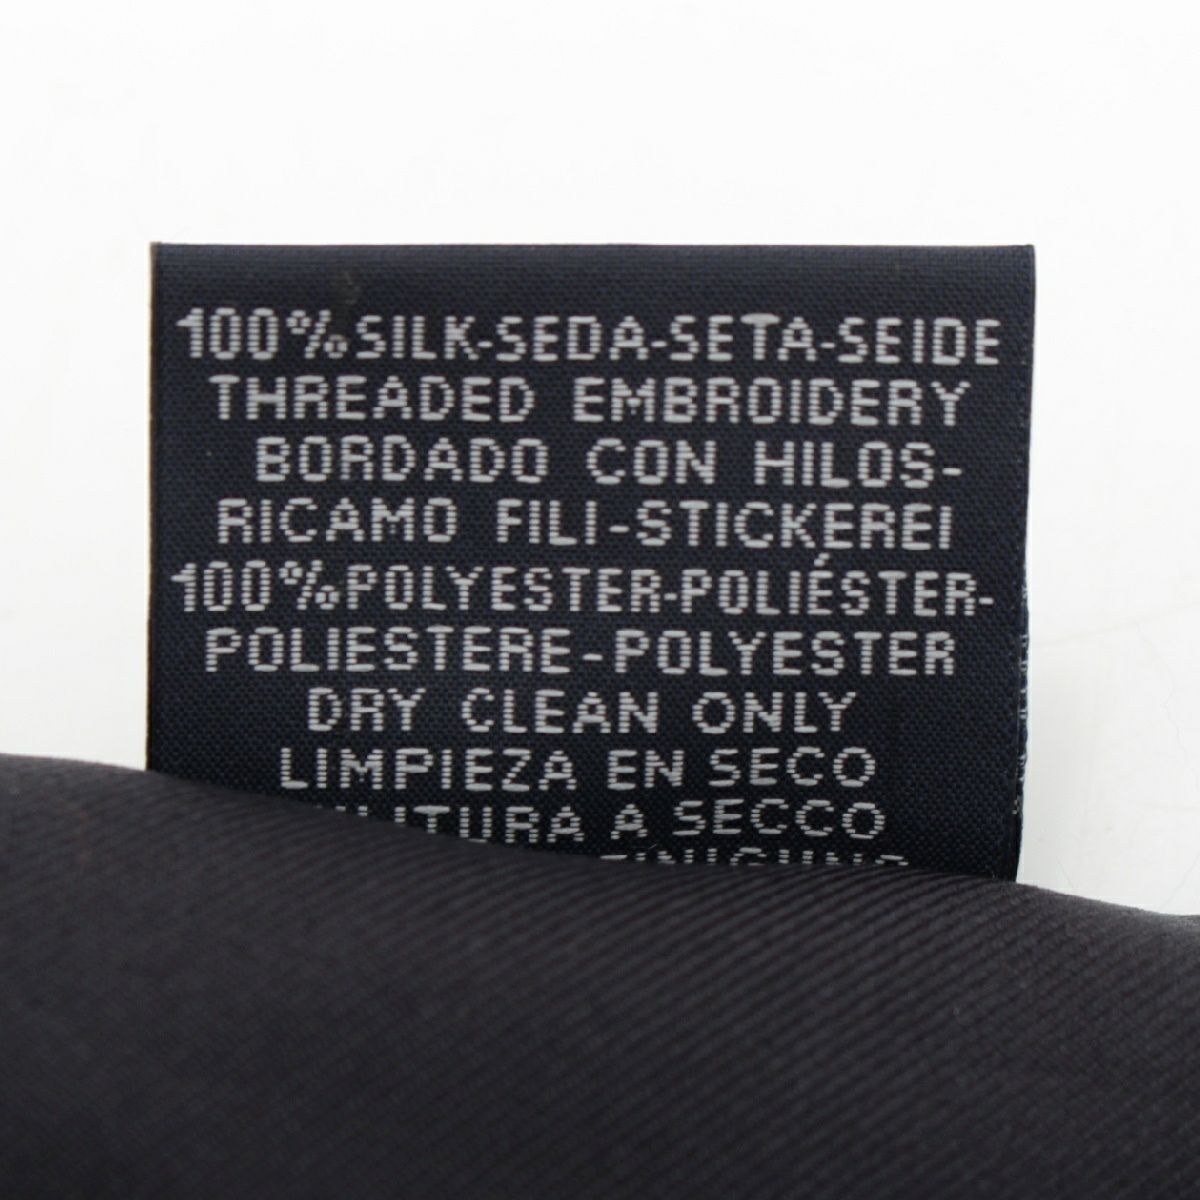 100%SILK-SEDA-SETA-SEIDE
THREADED EMBROIDERY
BORDADO CON HILOS-
RICAMO FILI-STICKEREI
100%POLYESTER-POLIÉSTER-
POLIESTERE-POLYESTER
DRY CLEAN ONLY
LIMPIEZA EN SECO
A SECCO